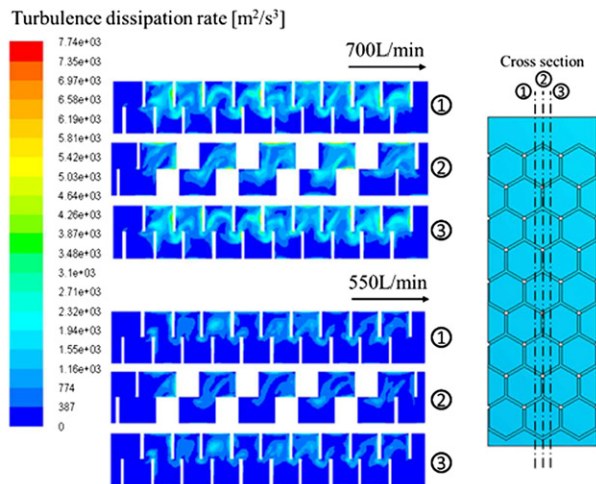 Turbulence dissipation rate [m²/s³]
7.74e+03
7.35e+03
6.97e+03
6.58e+03
6.19e+03
5.81e+03
5.42e+03
5.03e+03
4.64e+03
4.26e+03
3.87e+03
3.48e+03
3.1e+03
2.71e+03
2.32e+03
1.94e+03
1.55e+03
1.16e+03
774
387
0
700L/min
①
②
③
550L/min
①
②
③
Cross section
②
① ③